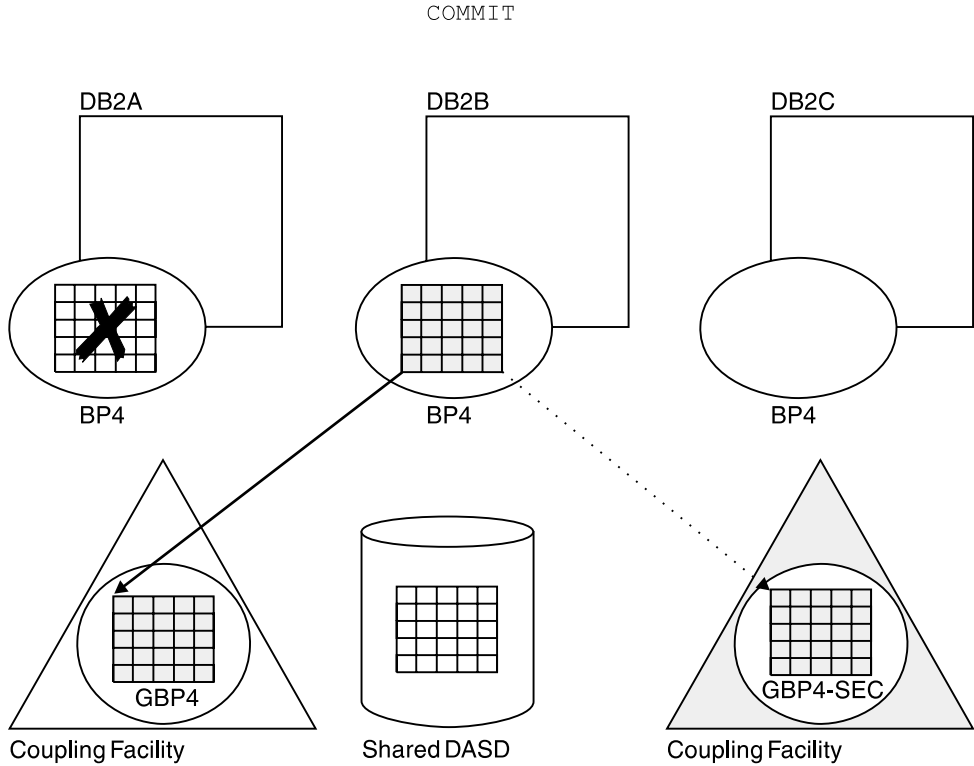 COMMIT
DB2A
DB2B
DB2C
BP4
BP4
BP4
GBP4
GBP4-SEC
Coupling Facility
Shared DASD
Coupling Facility